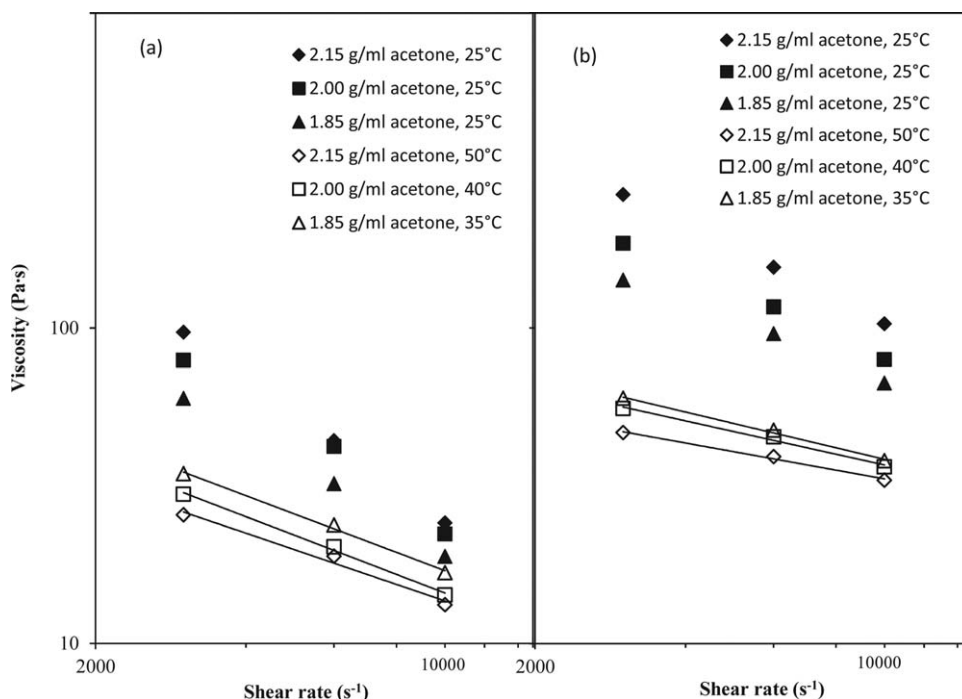 (a)
2.15 g/ml acetone, 25°C
2.00 g/ml acetone, 25°C
1.85 g/ml acetone, 25°C
2.15 g/ml acetone, 50°C
2.00 g/ml acetone, 40°C
1.85 g/ml acetone, 35°C
(b)
2.15 g/ml acetone, 25°C
2.00 g/ml acetone, 25°C
1.85 g/ml acetone, 25°C
2.15 g/ml acetone, 50°C
2.00 g/ml acetone, 40°C
1.85 g/ml acetone, 35°C
Viscosity (Pa·s)
100
10
2000 10000 2000 10000
Shear rate (s⁻¹) Shear rate (s⁻¹)